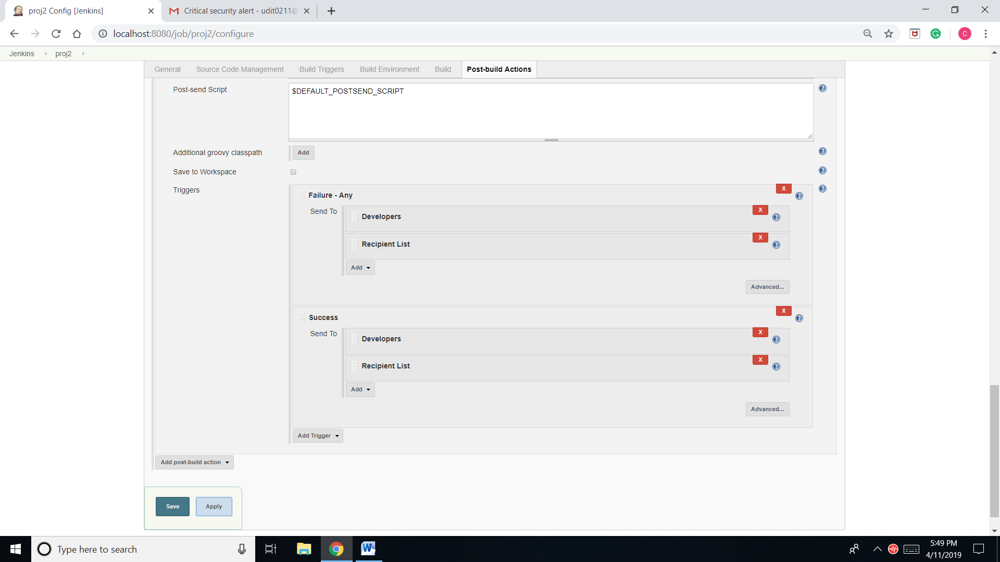 proj2 Config [Jenkins]
Critical security alert - udit0211@
localhost:8080/job/proj2/configure
C
Jenkins
proj2
General
Source Code Management
Build Triggers
Build Environment
Build
Post-build Actions
Post-send Script
$DEFAULT_POSTSEND_SCRIPT
Additional groovy classpath
Add
Save to Workspace
Triggers
X
Failure - Any
Send To
X
Developers
X
Recipient List
Add
Advanced...
X
Success
Send To
X
Developers
X
Recipient List
Add
Advanced...
Add Trigger
Add post-build action
Save
Apply
Type here to search
5:49 PM
4/11/2019